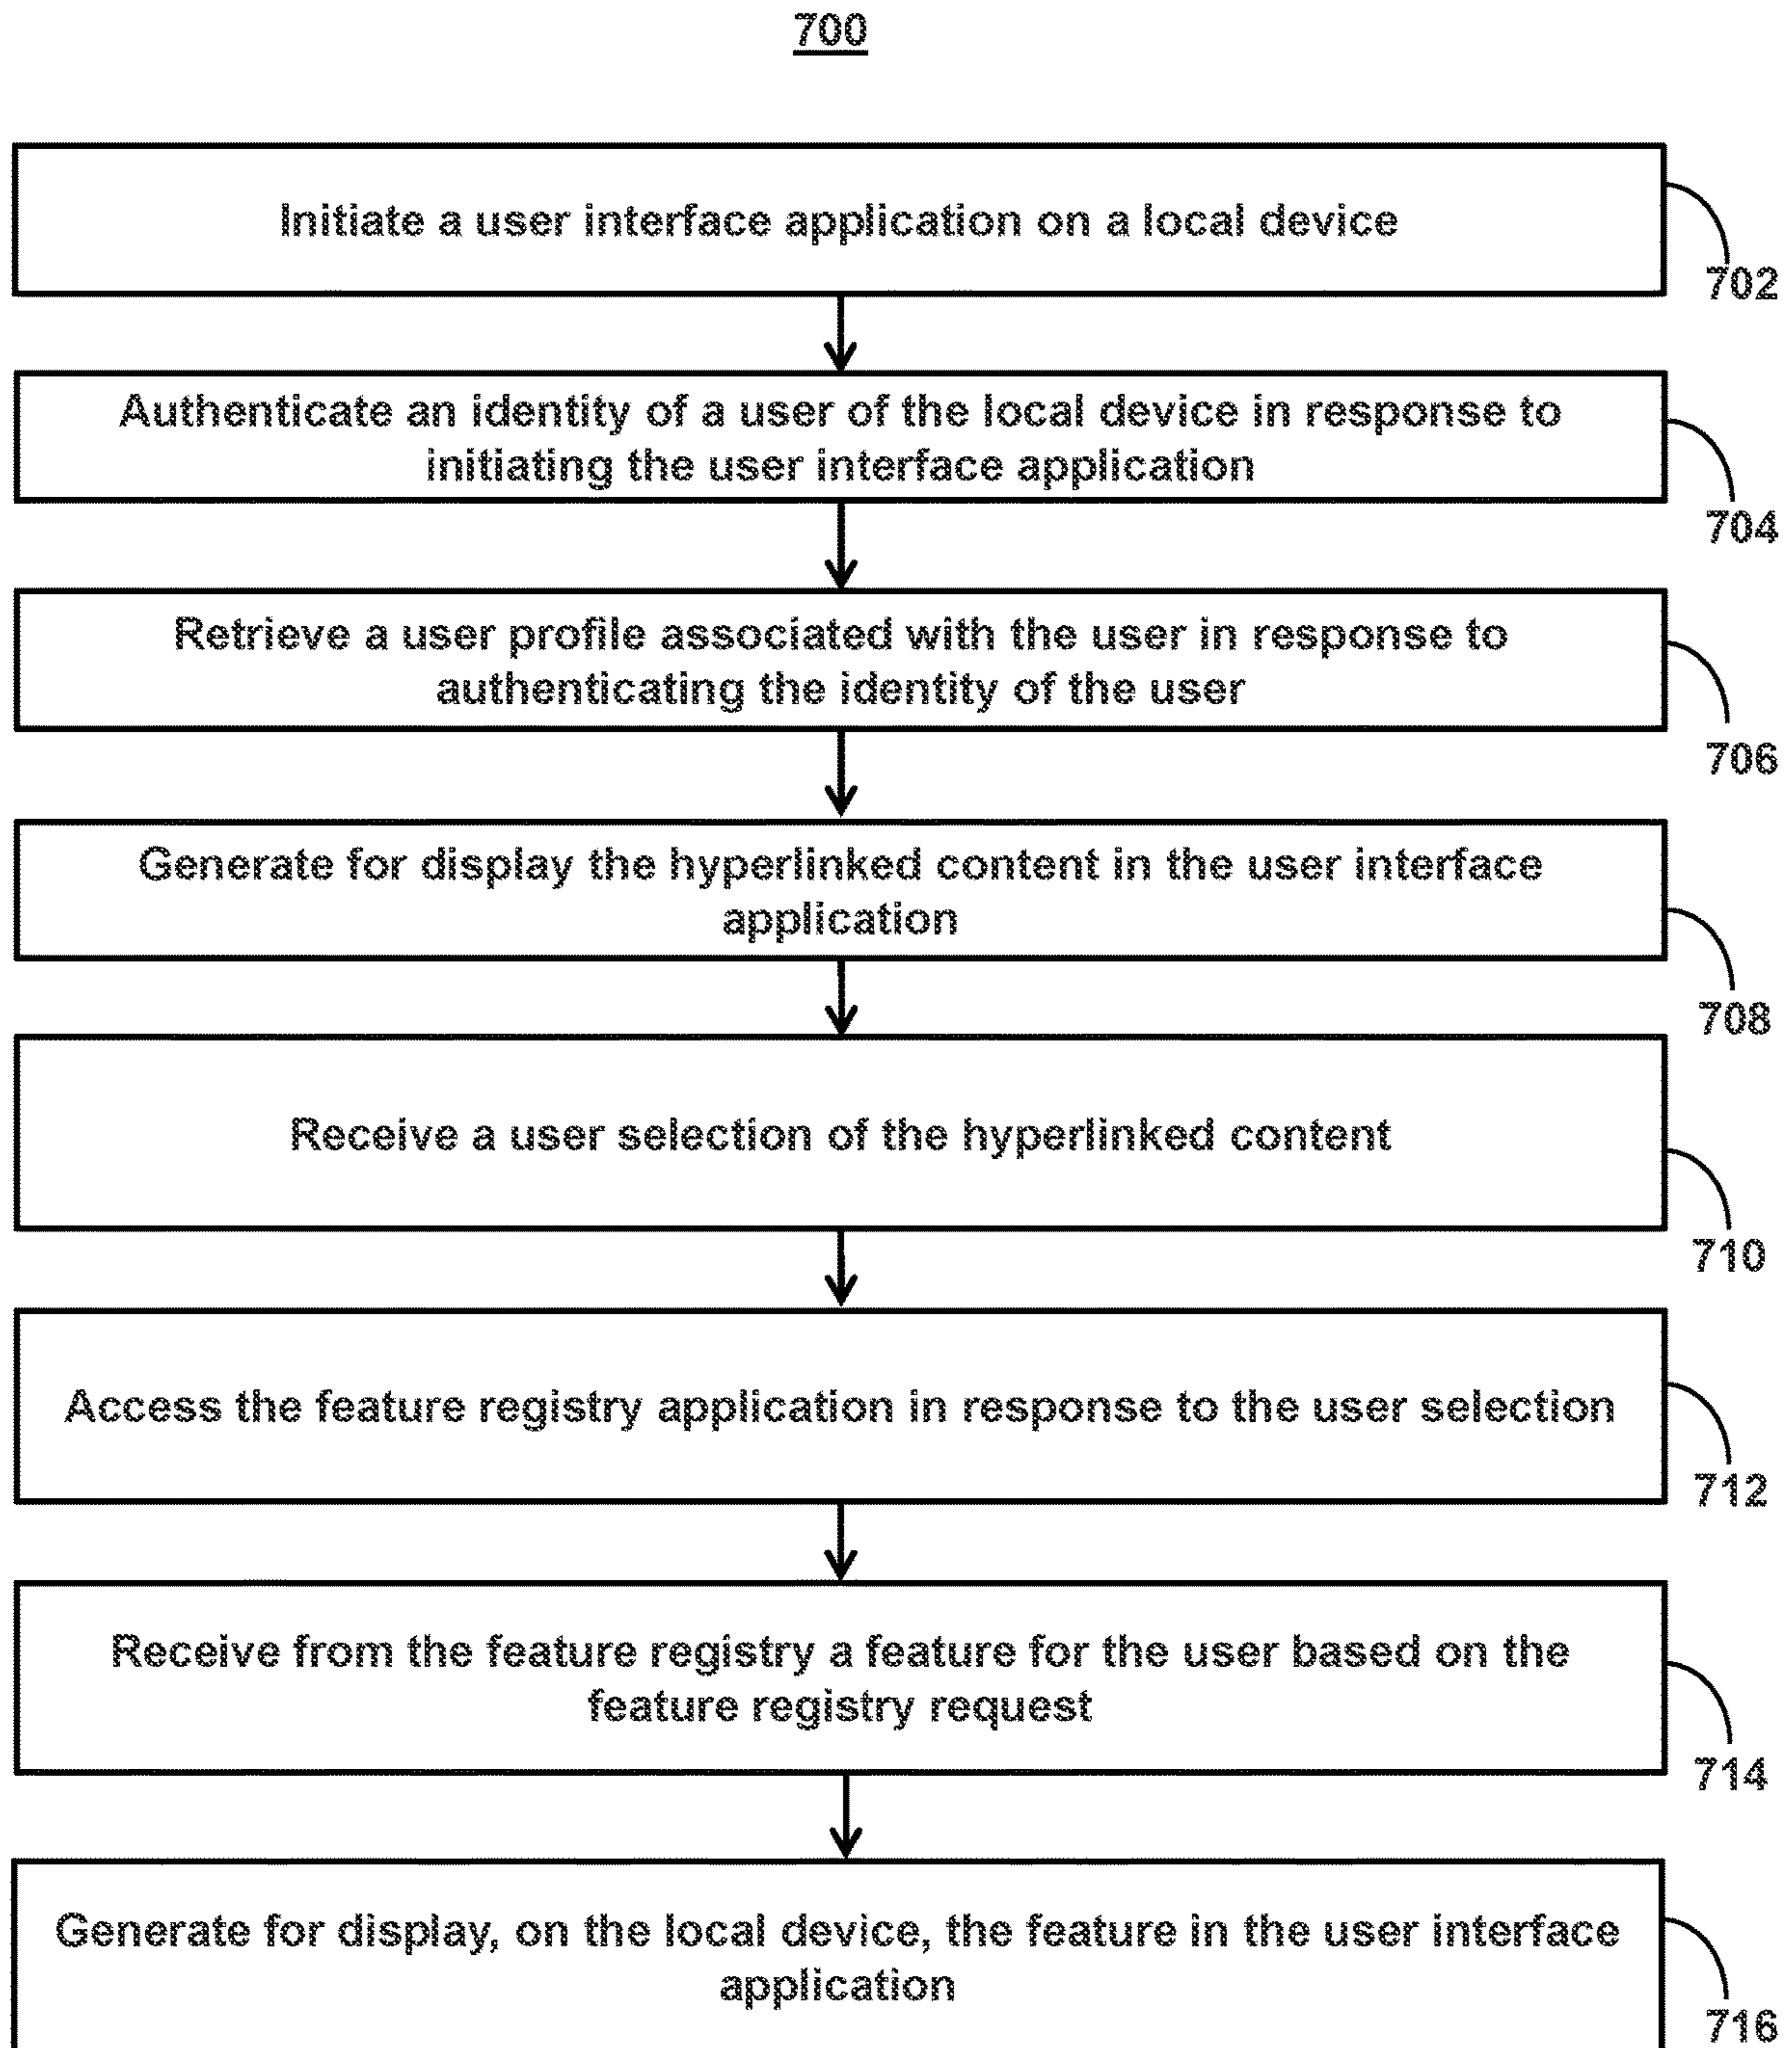 700
Initiate a user interface application on a local device
702
Authenticate an identity of a user of the local device in response to
initiating the user interface application
704
Retrieve a user profile associated with the user in response to
authenticating the identity of the user
706
Generate for display the hyperlinked content in the user interface
application
708
Receive a user selection of the hyperlinked content
710
Access the feature registry application in response to the user selection
712
Receive from the feature registry a feature for the user based on the
feature registry request
714
Generate for display, on the local device, the feature in the user interface
application
716